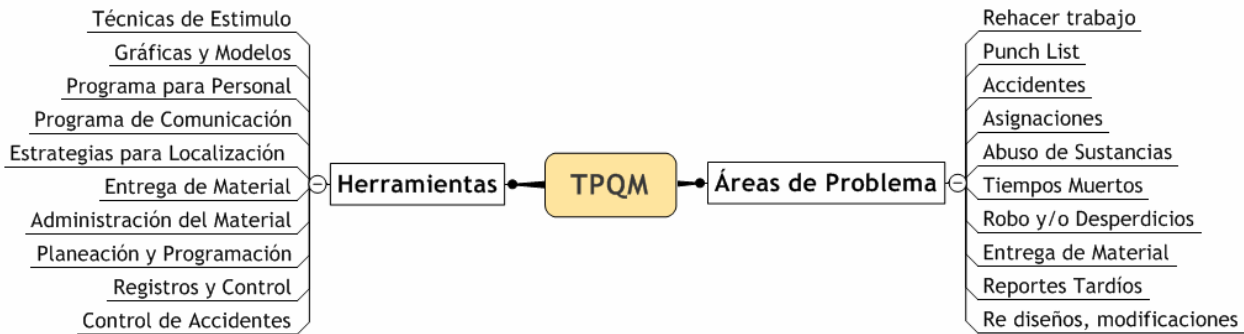 Técnicas de Estimulo
Gráficas y Modelos
Programa para Personal
Programa de Comunicación
Estrategias para Localización
Entrega de Material
Administración del Material
Planeación y Programación
Registros y Control
Control de Accidentes
Herramientas
TPQM
Áreas de Problema
Rehacer trabajo
Punch List
Accidentes
Asignaciones
Abuso de Sustancias
Tiempos Muertos
Robo y/o Desperdicios
Entrega de Material
Reportes Tardíos
Re diseños, modificaciones